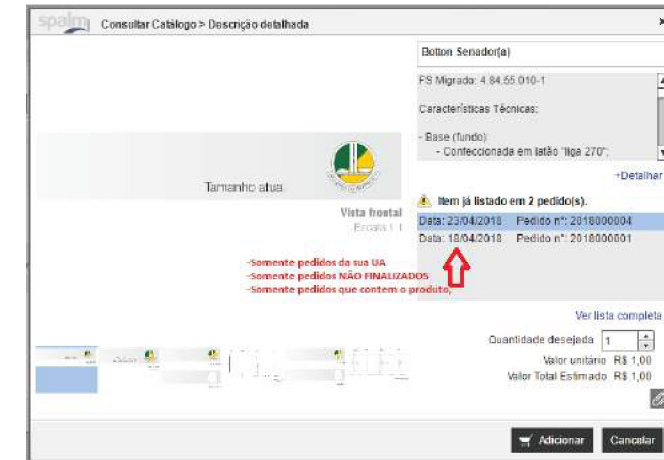 spalm Consultar Catálogo > Descrição detalhada
Botton Senador(a)
PS Migrado: 4.84.55.010-1
Características Técnicas:
- Base (fundo)
- Confeccionada em latão "liga 270";
+Detalhar
Tamanho atua
Vista frontal
Escala 1:1
Item já listado em 2 pedido(s).
Data: 23/04/2018 Pedido n°: 2018000004
Data: 18/04/2018 Pedido n°: 2018000001
-Somente pedidos da sua UA
-Somente pedidos NÃO FINALIZADOS
-Somente pedidos que contem o produto,
Ver lista completa
Quantidade desejada 1
Valor unitário R$ 1,00
Valor Total Estimado R$ 1,00
Adicionar Cancelar